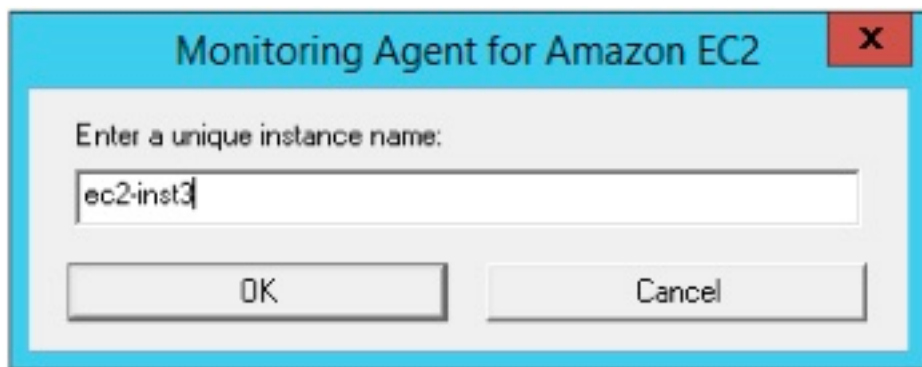 Monitoring Agent for Amazon EC2
x
Enter a unique instance name:
ec2-inst3
OK
Cancel